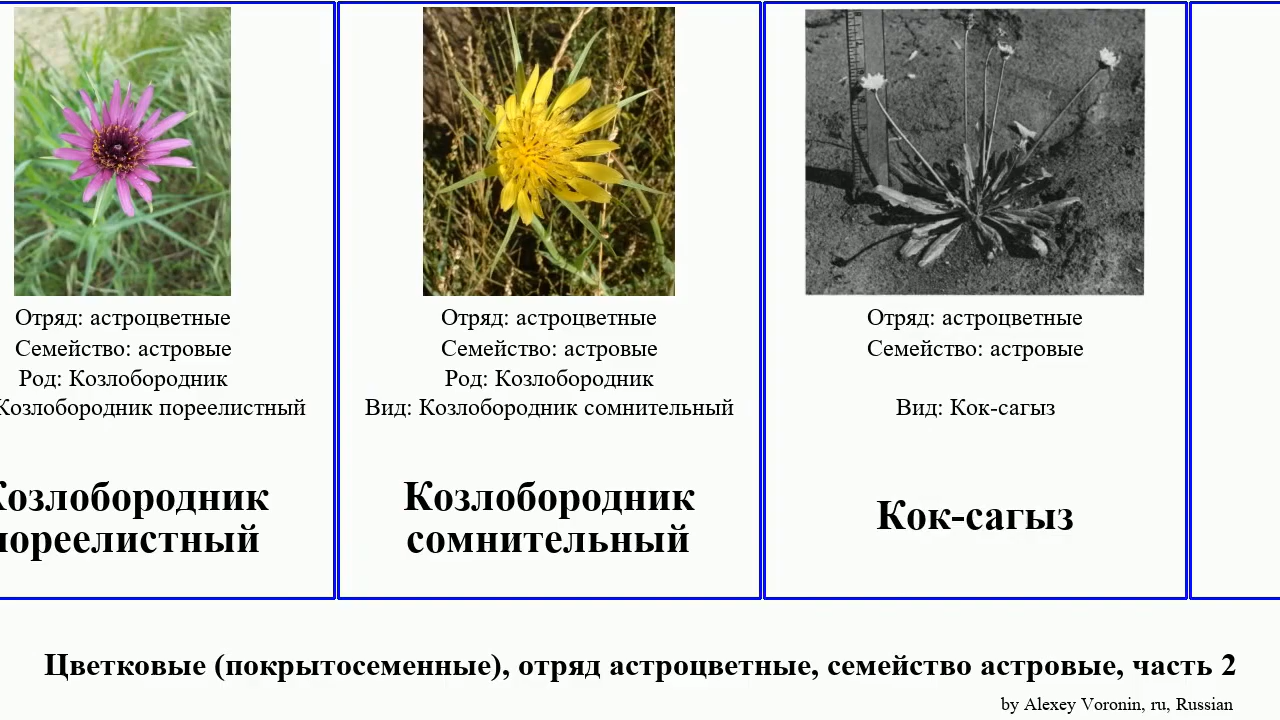 Отряд: астроцветные
Семейство: астровые
Род: Козлобородник
Козлобородник пореелистный
Козлобородник
пореелистный
Отряд: астроцветные
Семейство: астровые
Род: Козлобородник
Вид: Козлобородник сомнительный
Козлобородник
сомнительный
Отряд: астроцветные
Семейство: астровые
Вид: Кок-сагыз
Кок-сагыз
Цветковые (покрытосеменные), отряд астроцветные, семейство астровые, часть 2
by Alexey Voronin, ru, Russian